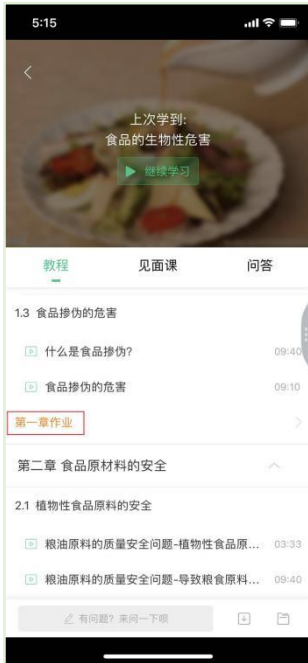 5:15
上次学到:
食品的生物性危害
继续学习
教程
见面课
问答
1.3 食品掺伪的危害
什么是食品掺伪?
09:40
食品掺伪的危害
09:10
第一章作业
第二章 食品原材料的安全
2.1 植物性食品原料的安全
粮油原料的质量安全问题-植物性食品原...
03:33
粮油原料的质量安全问题-导致粮食原料...
09:40
有问题? 来问一下呗